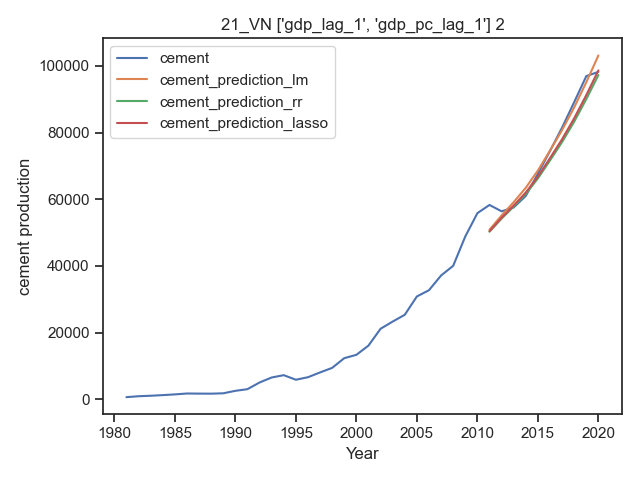 21_VN ['gdp_lag_1', 'gdp_pc_lag_1'] 2
cement
cement_prediction_lm
cement_prediction_rr
cement_prediction_lasso
cement production
100000
80000
60000
40000
20000
0
1980 1985 1990 1995 2000 2005 2010 2015 2020
Year